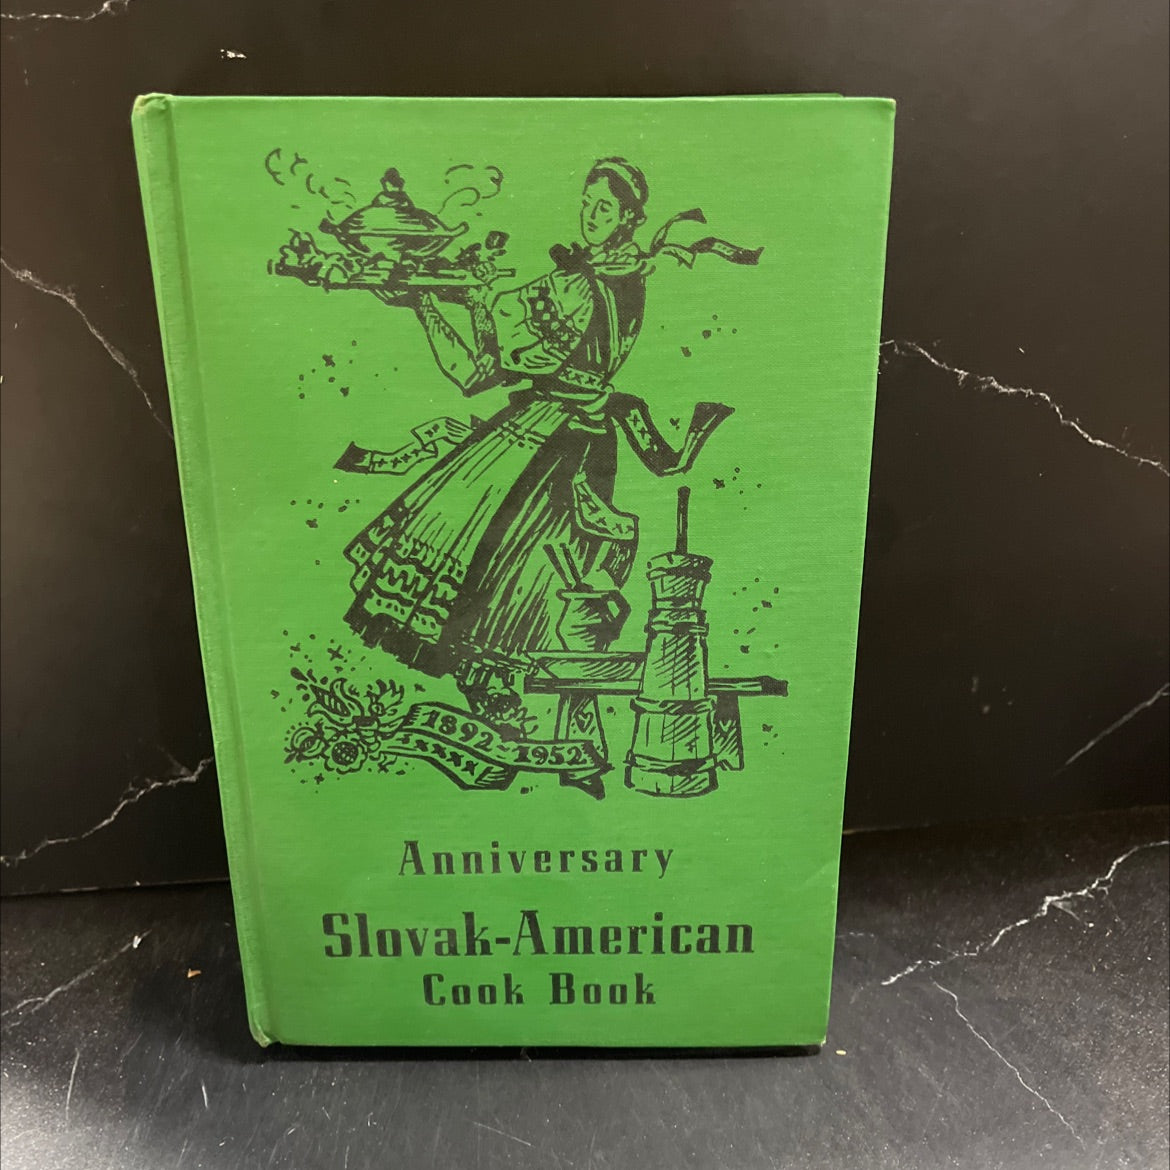 1892-1952
Anniversary
Slovak-American
Cook Book